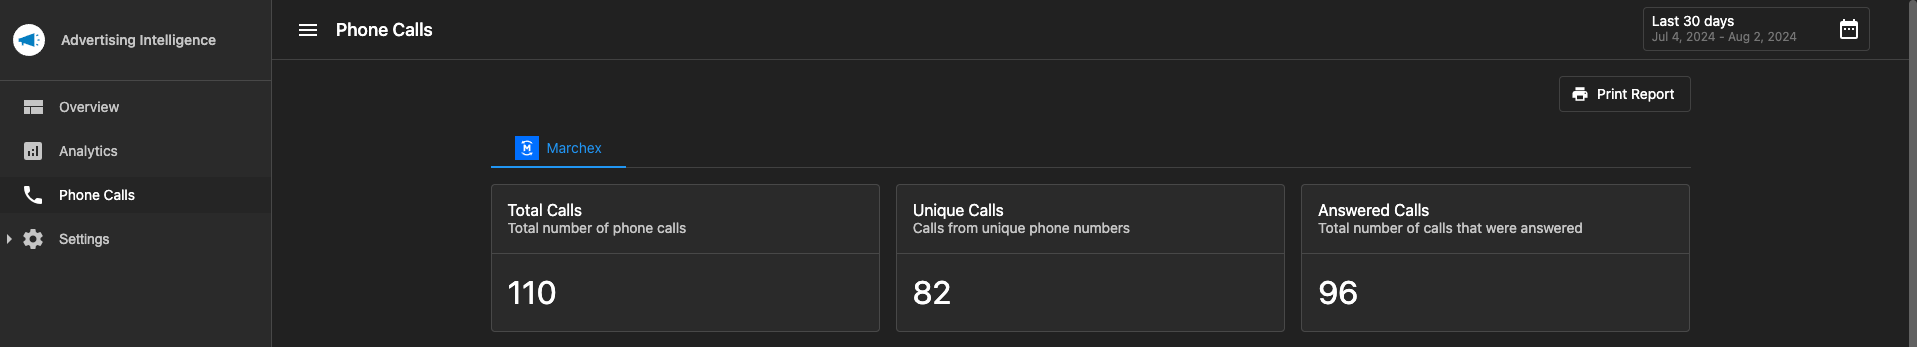 Advertising Intelligence
Overview
Analytics
Phone Calls
Settings
Phone Calls
Last 30 days
Jul 4, 2024 - Aug 2, 2024
Print Report
M Marchex
Total Calls
Total number of phone calls
110
Unique Calls
Calls from unique phone numbers
82
Answered Calls
Total number of calls that were answered
96